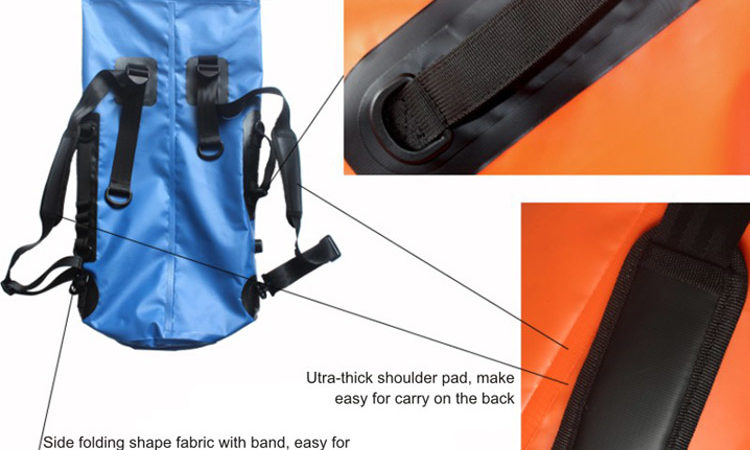 Utra-thick shoulder pad, make
easy for carry on the back
Side folding shape fabric with band, easy for